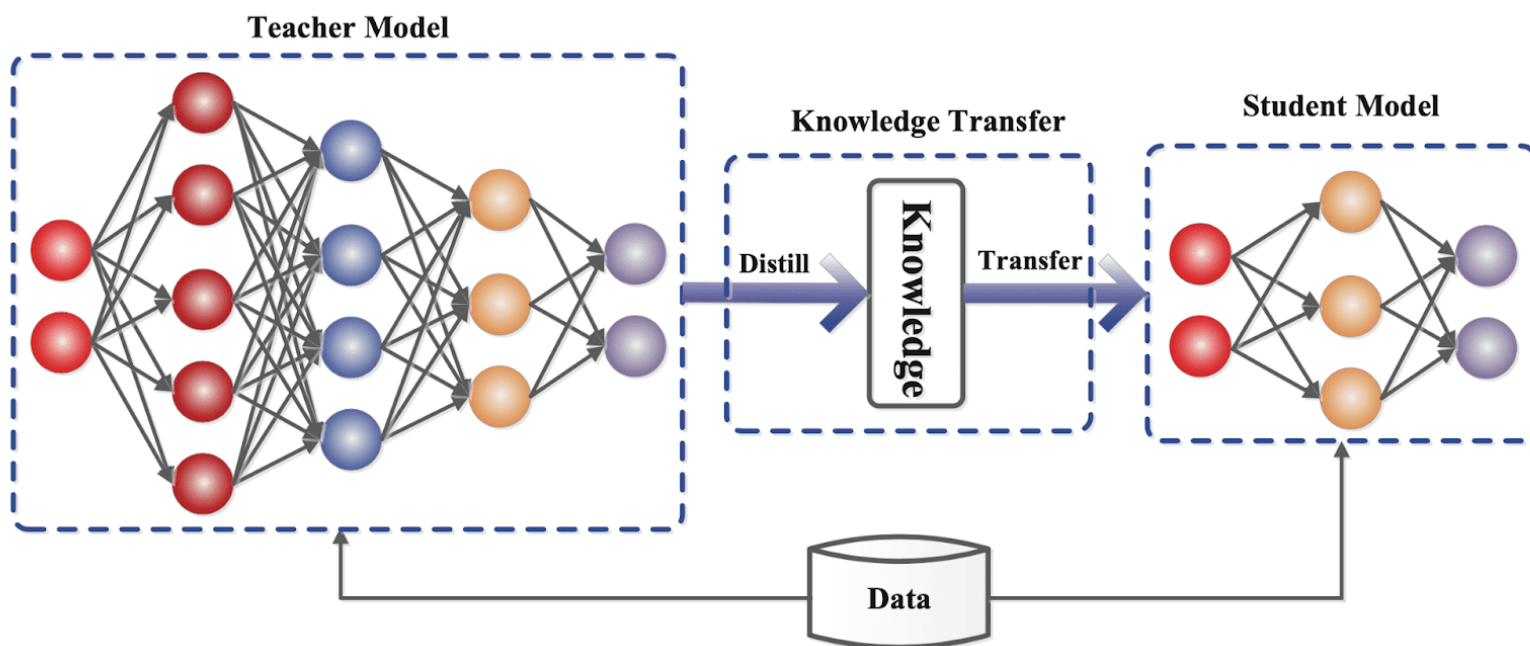 Teacher Model
Knowledge Transfer
Student Model
Distill
Knowledge
Transfer
Data